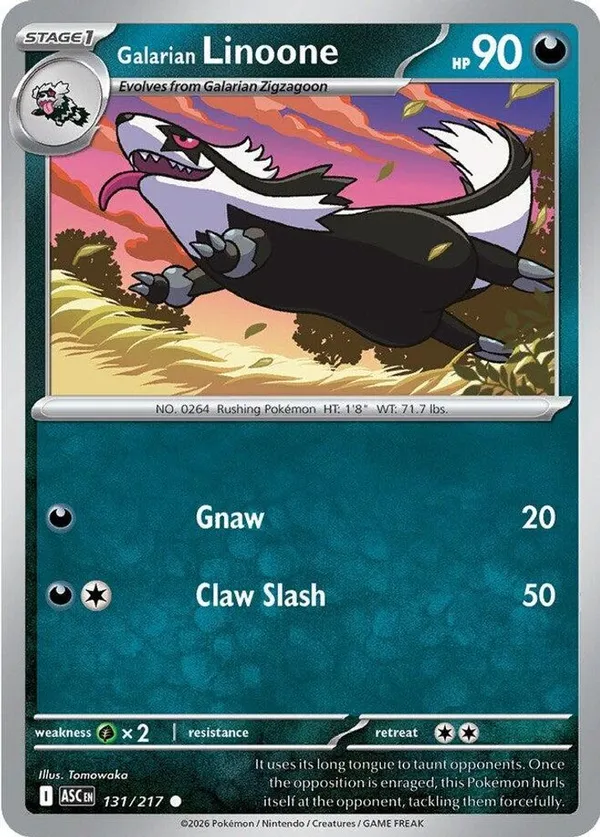 STAGE 1
Galarian Linoone
HP 90
Evolves from Galarian Zigzagoon
NO. 0264 Rushing Pokémon HT: 1'8" WT: 71.7 lbs.
Gnaw 20
Claw Slash 50
weakness ×2 resistance retreat
Illus. Tomowaka
It uses its long tongue to taunt opponents. Once
the opposition is enraged, this Pokémon hurls
itself at the opponent, tackling them forcefully.
I ASC EN 131/217
©2026 Pokémon / Nintendo / Creatures / GAME FREAK